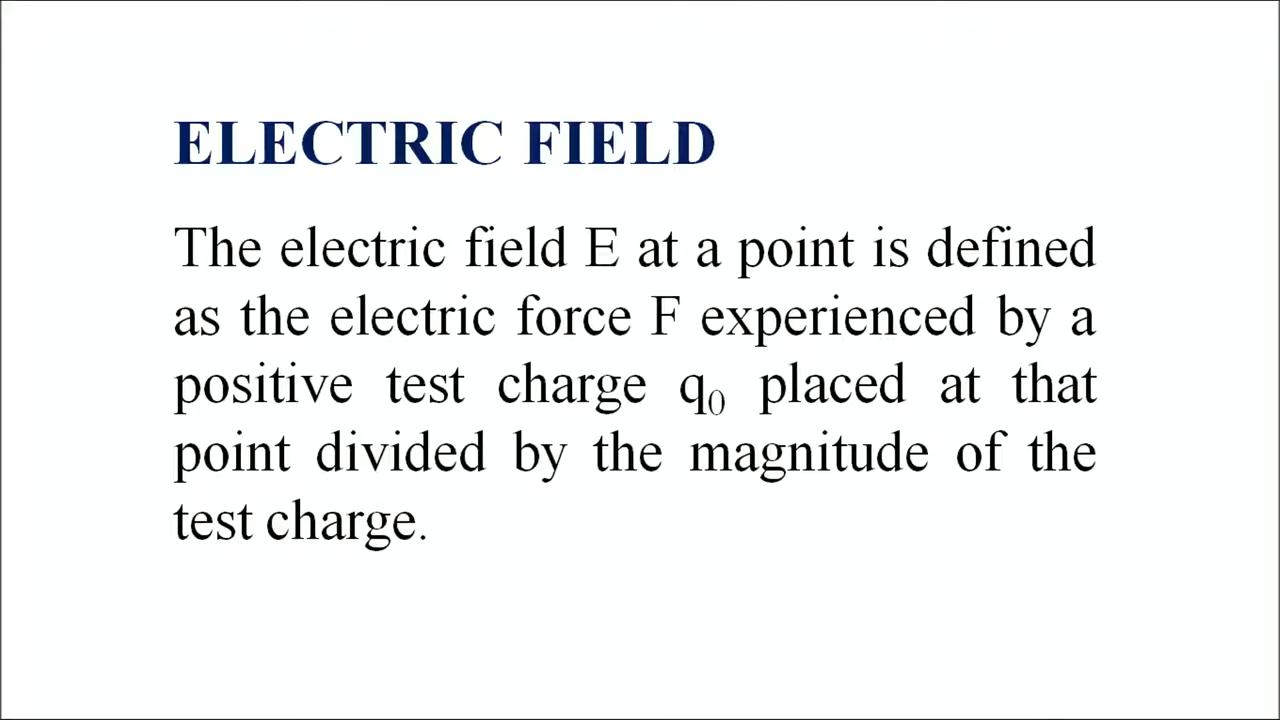 ELECTRIC FIELD
The electric field E at a point is defined
as the electric force F experienced by a
positive test charge q₀ placed at that
point divided by the magnitude of the
test charge.